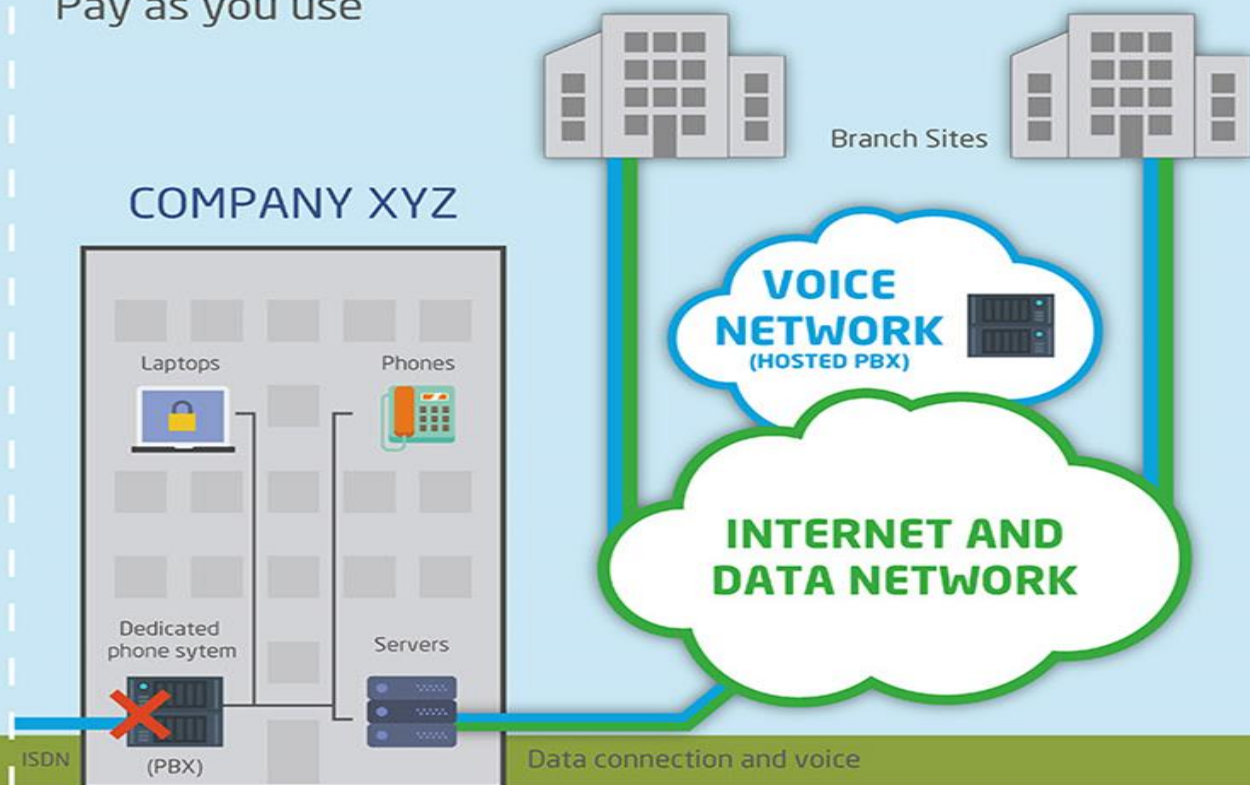 Pay as you use
Branch Sites
COMPANY XYZ
VOICE
NETWORK
(HOSTED PBX)
Laptops
Phones
INTERNET AND
DATA NETWORK
Dedicated
phone sytem
Servers
ISDN
(PBX)
Data connection and voice